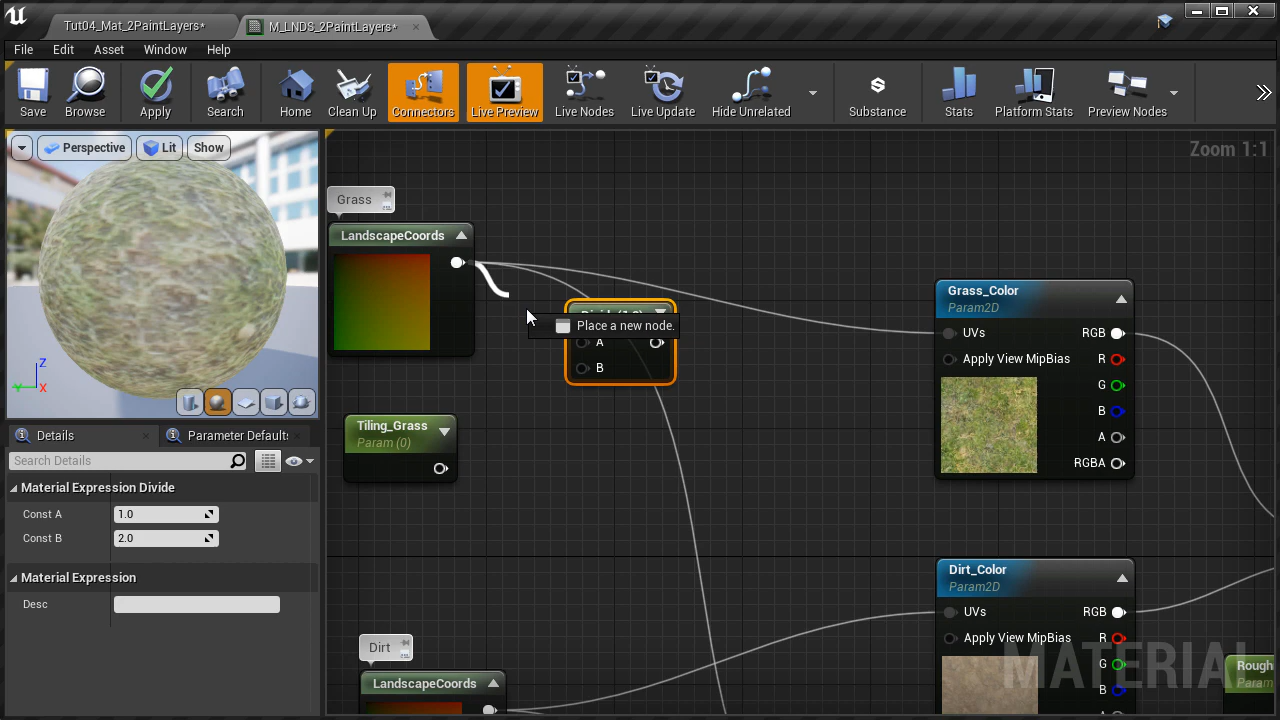 Tut04_Mat_2PaintLayers*
M_LNDS_2PaintLayers*
File Edit Asset Window Help
Save Browse Apply Search Home Clean Up Connectors Live Preview Live Nodes Live Update Hide Unrelated Substance Stats Platform Stats Preview Nodes
Perspective Lit Show
Zoom 1:1
Grass
LandscapeCoords
Place a new node.
A
B
Tiling_Grass
Param (0)
Grass_Color
Param2D
UVs RGB
Apply View MipBias R
G
B
A
RGBA
Z
Y X
Details Parameter Defaults
Search Details
Material Expression Divide
Const A 1.0
Const B 2.0
Material Expression
Desc
Dirt
LandscapeCoords
Dirt_Color
Param2D
UVs RGB
Apply View MipBias R
G
B
MATERIAL
Rough
Param